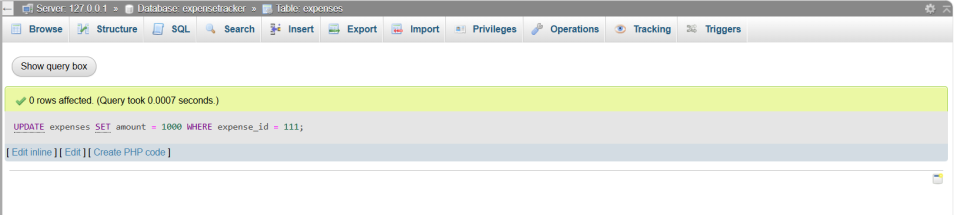 Server: 127.0.0.1 » Database: expensetracker » Table: expenses
Browse Structure SQL Search Insert Export Import Privileges Operations Tracking Triggers
Show query box
0 rows affected. (Query took 0.0007 seconds.)
UPDATE expenses SET amount = 1000 WHERE expense_id = 111;
[ Edit inline ] [ Edit ] [ Create PHP code ]